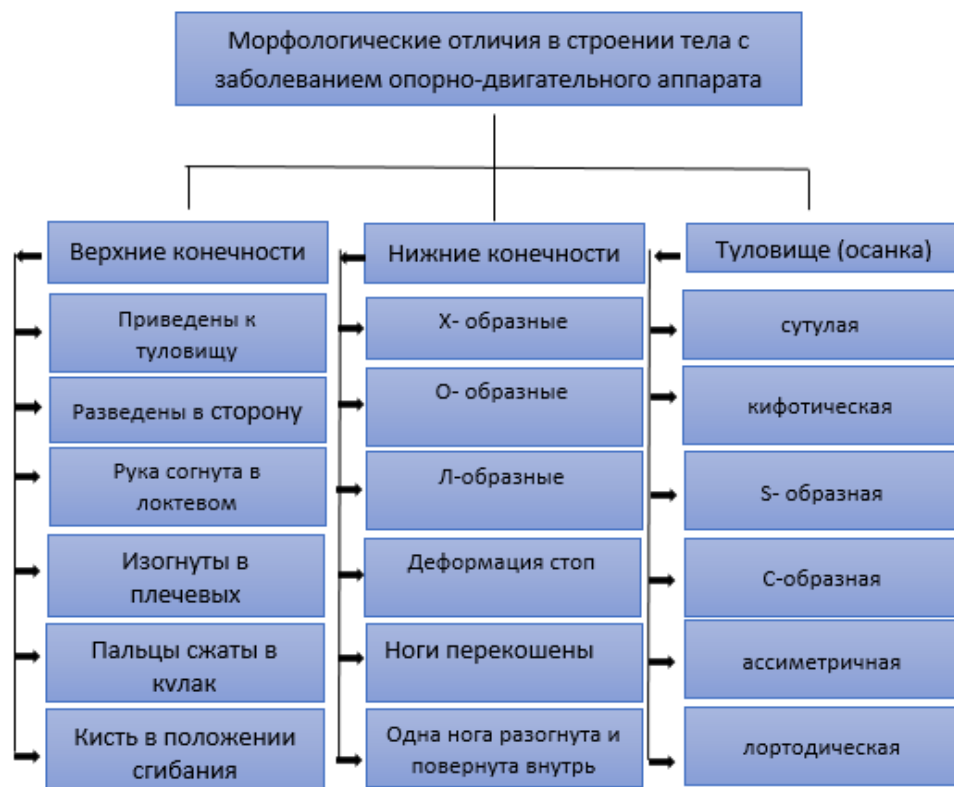 Морфологические отличия в строении тела с
заболеванием опорно-двигательного аппарата
Верхние конечности
Приведены к
туловищу
Разведены в сторону
Рука согнута в
локтевом
Изогнуты в
плечевых
Пальцы сжаты в
кулак
Кисть в положении
сгибания
Нижние конечности
Х- образные
О- образные
Л-образные
Деформация стоп
Ноги перекошены
Одна нога разогнута и
повернута внутрь
Туловище (осанка)
сутулая
кифотическая
S- образная
С-образная
ассиметричная
лортодическая